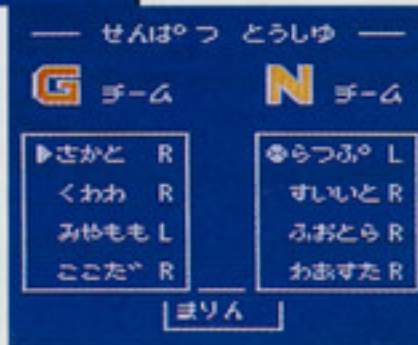 せんぱつ とうしゅ
G チーム N チーム
さかと R らつぷ L
くわわ R すいいと R
みやもも L ふおとら R
ここだ R わおすた R
まりん